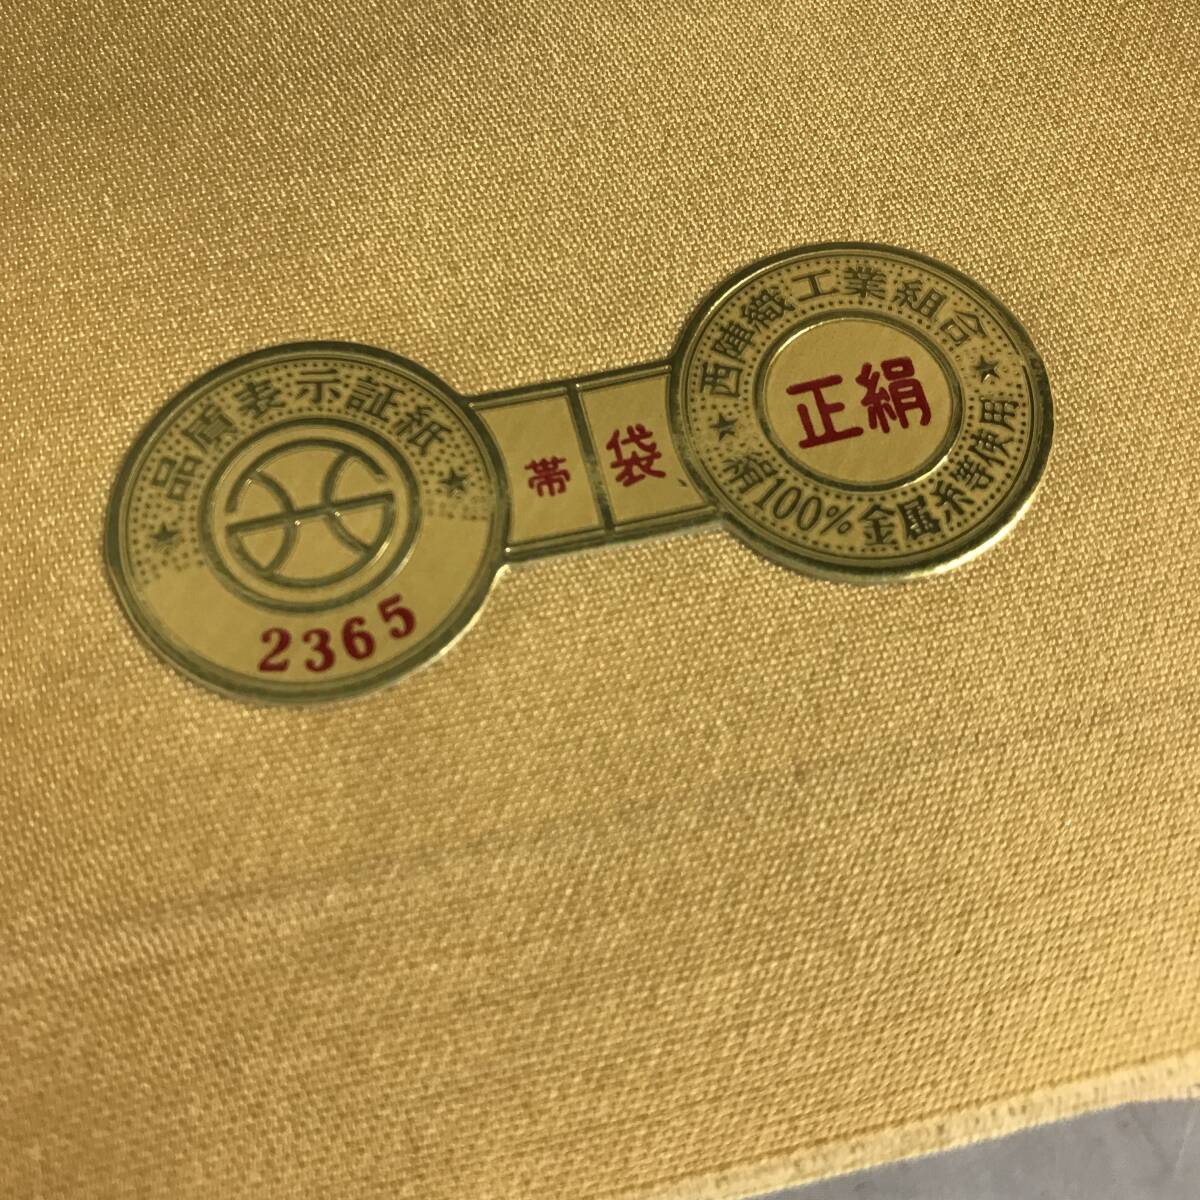 西陣織工業組合
正絹
絹100%金属糸等使用
袋
帯
品質表示証紙
2365